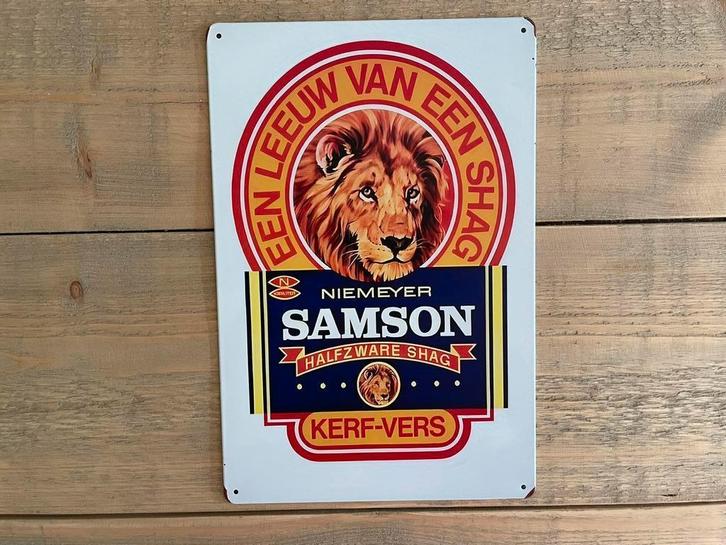 EEN LEEUW VAN EEN SHAG
N
NIEMEYER
SAMSON
HALFZWARE SHAG
KERF-VERS